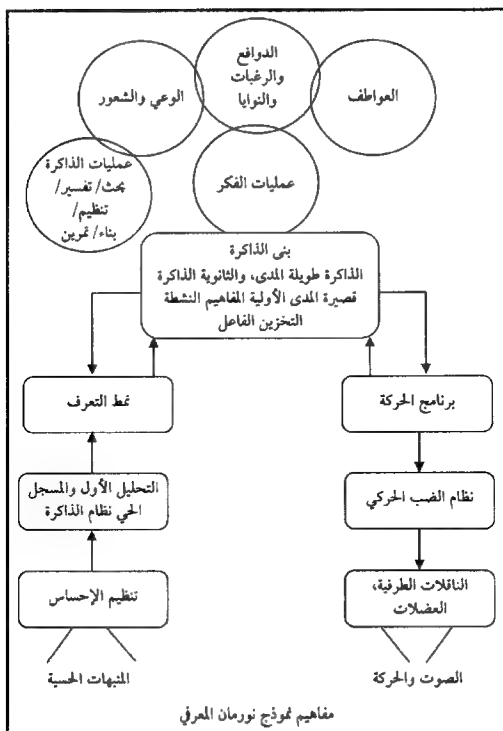 الدوافع
والرغبات
والنوايا
العواطف
الوعي والشعور
عمليات الفكر
عمليات الذاكرة
بحث/ تفسير/
تنظيم/
بناء/ تمرين
بنى الذاكرة
الذاكرة طويلة المدى، والثانوية الذاكرة
قصيرة المدى الأولية المفاهيم النشطة
التخزين الفاعل
برنامج الحركة
نمط التعرف
نظام الضب الحركي
التحليل الأول والمسجل
الحي نظام الذاكرة
الناقلات الطرفية،
العضلات
تنظيم الإحساس
الصوت والحركة
المثبهات الحسية
مفاهيم نموذج نورمان المعرفي